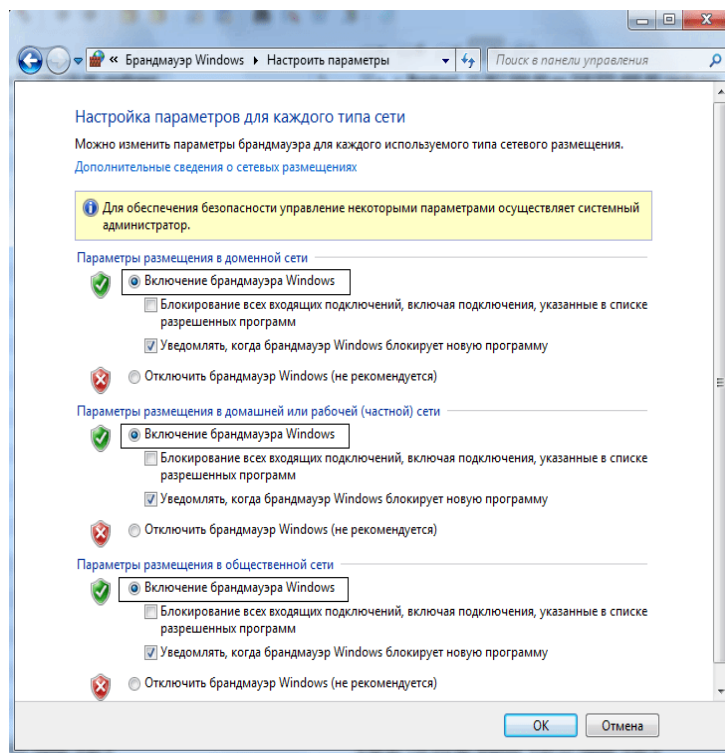 « Брандмауэр Windows Настроить параметры
Поиск в панели управления
Настройка параметров для каждого типа сети
Можно изменить параметры брандмауэра для каждого используемого типа сетевого размещения.
Дополнительные сведения о сетевых размещениях
Для обеспечения безопасности управление некоторыми параметрами осуществляет системный
администратор.
Параметры размещения в доменной сети
Включение брандмауэра Windows
Блокирование всех входящих подключений, включая подключения, указанные в списке
разрешенных программ
Уведомлять, когда брандмауэр Windows блокирует новую программу
Отключить брандмауэр Windows (не рекомендуется)
Параметры размещения в домашней или рабочей (частной) сети
Включение брандмауэра Windows
Блокирование всех входящих подключений, включая подключения, указанные в списке
разрешенных программ
Уведомлять, когда брандмауэр Windows блокирует новую программу
Отключить брандмауэр Windows (не рекомендуется)
Параметры размещения в общественной сети
Включение брандмауэра Windows
Блокирование всех входящих подключений, включая подключения, указанные в списке
разрешенных программ
Уведомлять, когда брандмауэр Windows блокирует новую программу
Отключить брандмауэр Windows (не рекомендуется)
ОК
Отмена